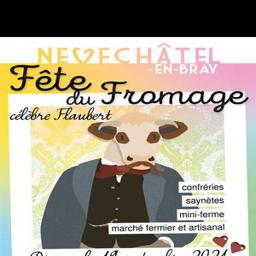 NEUFCHÂTEL
-EN-BRAY
Fête
du Fromage
célèbre Flaubert
confréries
saynètes
mini-ferme
marché fermier et artisanal